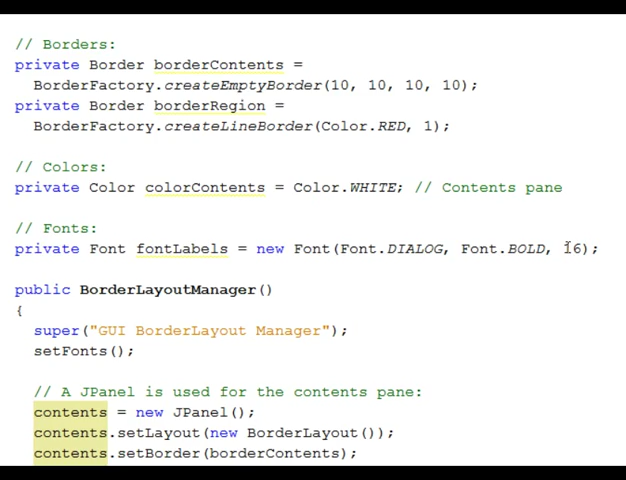 // Borders:
private Border borderContents =
BorderFactory.createEmptyBorder(10, 10, 10, 10);
private Border borderRegion =
BorderFactory.createLineBorder(Color.RED, 1);
// Colors:
private Color colorContents = Color.WHITE; // Contents pane
// Fonts:
private Font fontLabels = new Font(Font.DIALOG, Font.BOLD, 16);
public BorderLayoutManager()
{
super("GUI BorderLayout Manager");
setFonts();
// A JPanel is used for the contents pane:
contents = new JPanel();
contents.setLayout(new BorderLayout());
contents.setBorder(borderContents);